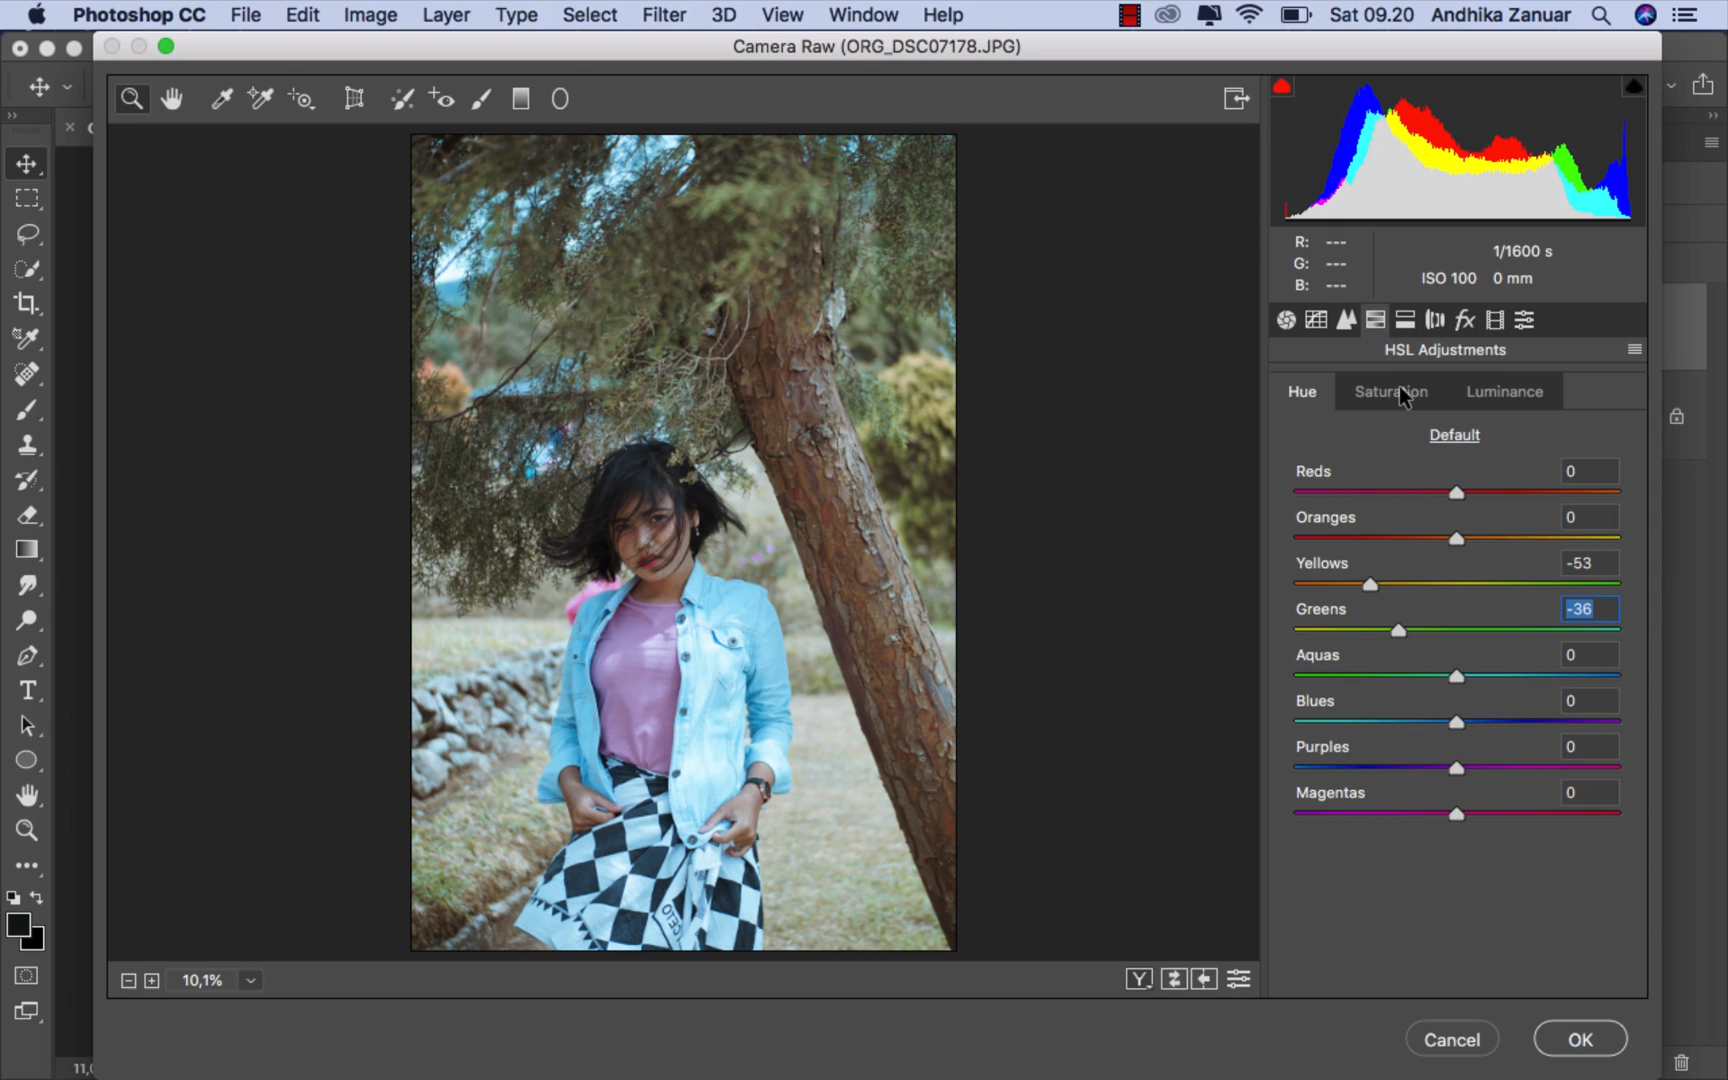 Photoshop CC File Edit Image Layer Type Select Filter 3D View Window Help Sat 09.20 Andhika Zanuar
Camera Raw (ORG_DSC07178.JPG)
R: ---
G: ---
B: ---
1/1600 s
ISO 100 0 mm
HSL Adjustments
Hue Saturation Luminance
Default
Reds 0
Oranges 0
Yellows -53
Greens -36
Aquas 0
Blues 0
Purples 0
Magentas 0
10,1%
Y
Cancel OK